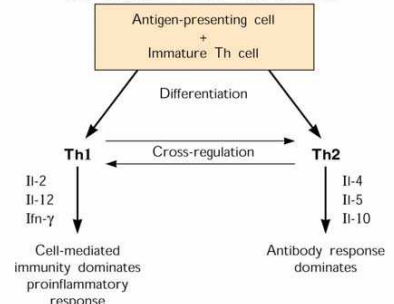 Antigen-presenting cell
+
Immature Th cell
Differentiation
Th1
Cross-regulation
Th2
Il-2
Il-12
Ifn-γ
Il-4
Il-5
Il-10
Cell-mediated
immunity dominates
proinflammatory
response
Antibody response
dominates